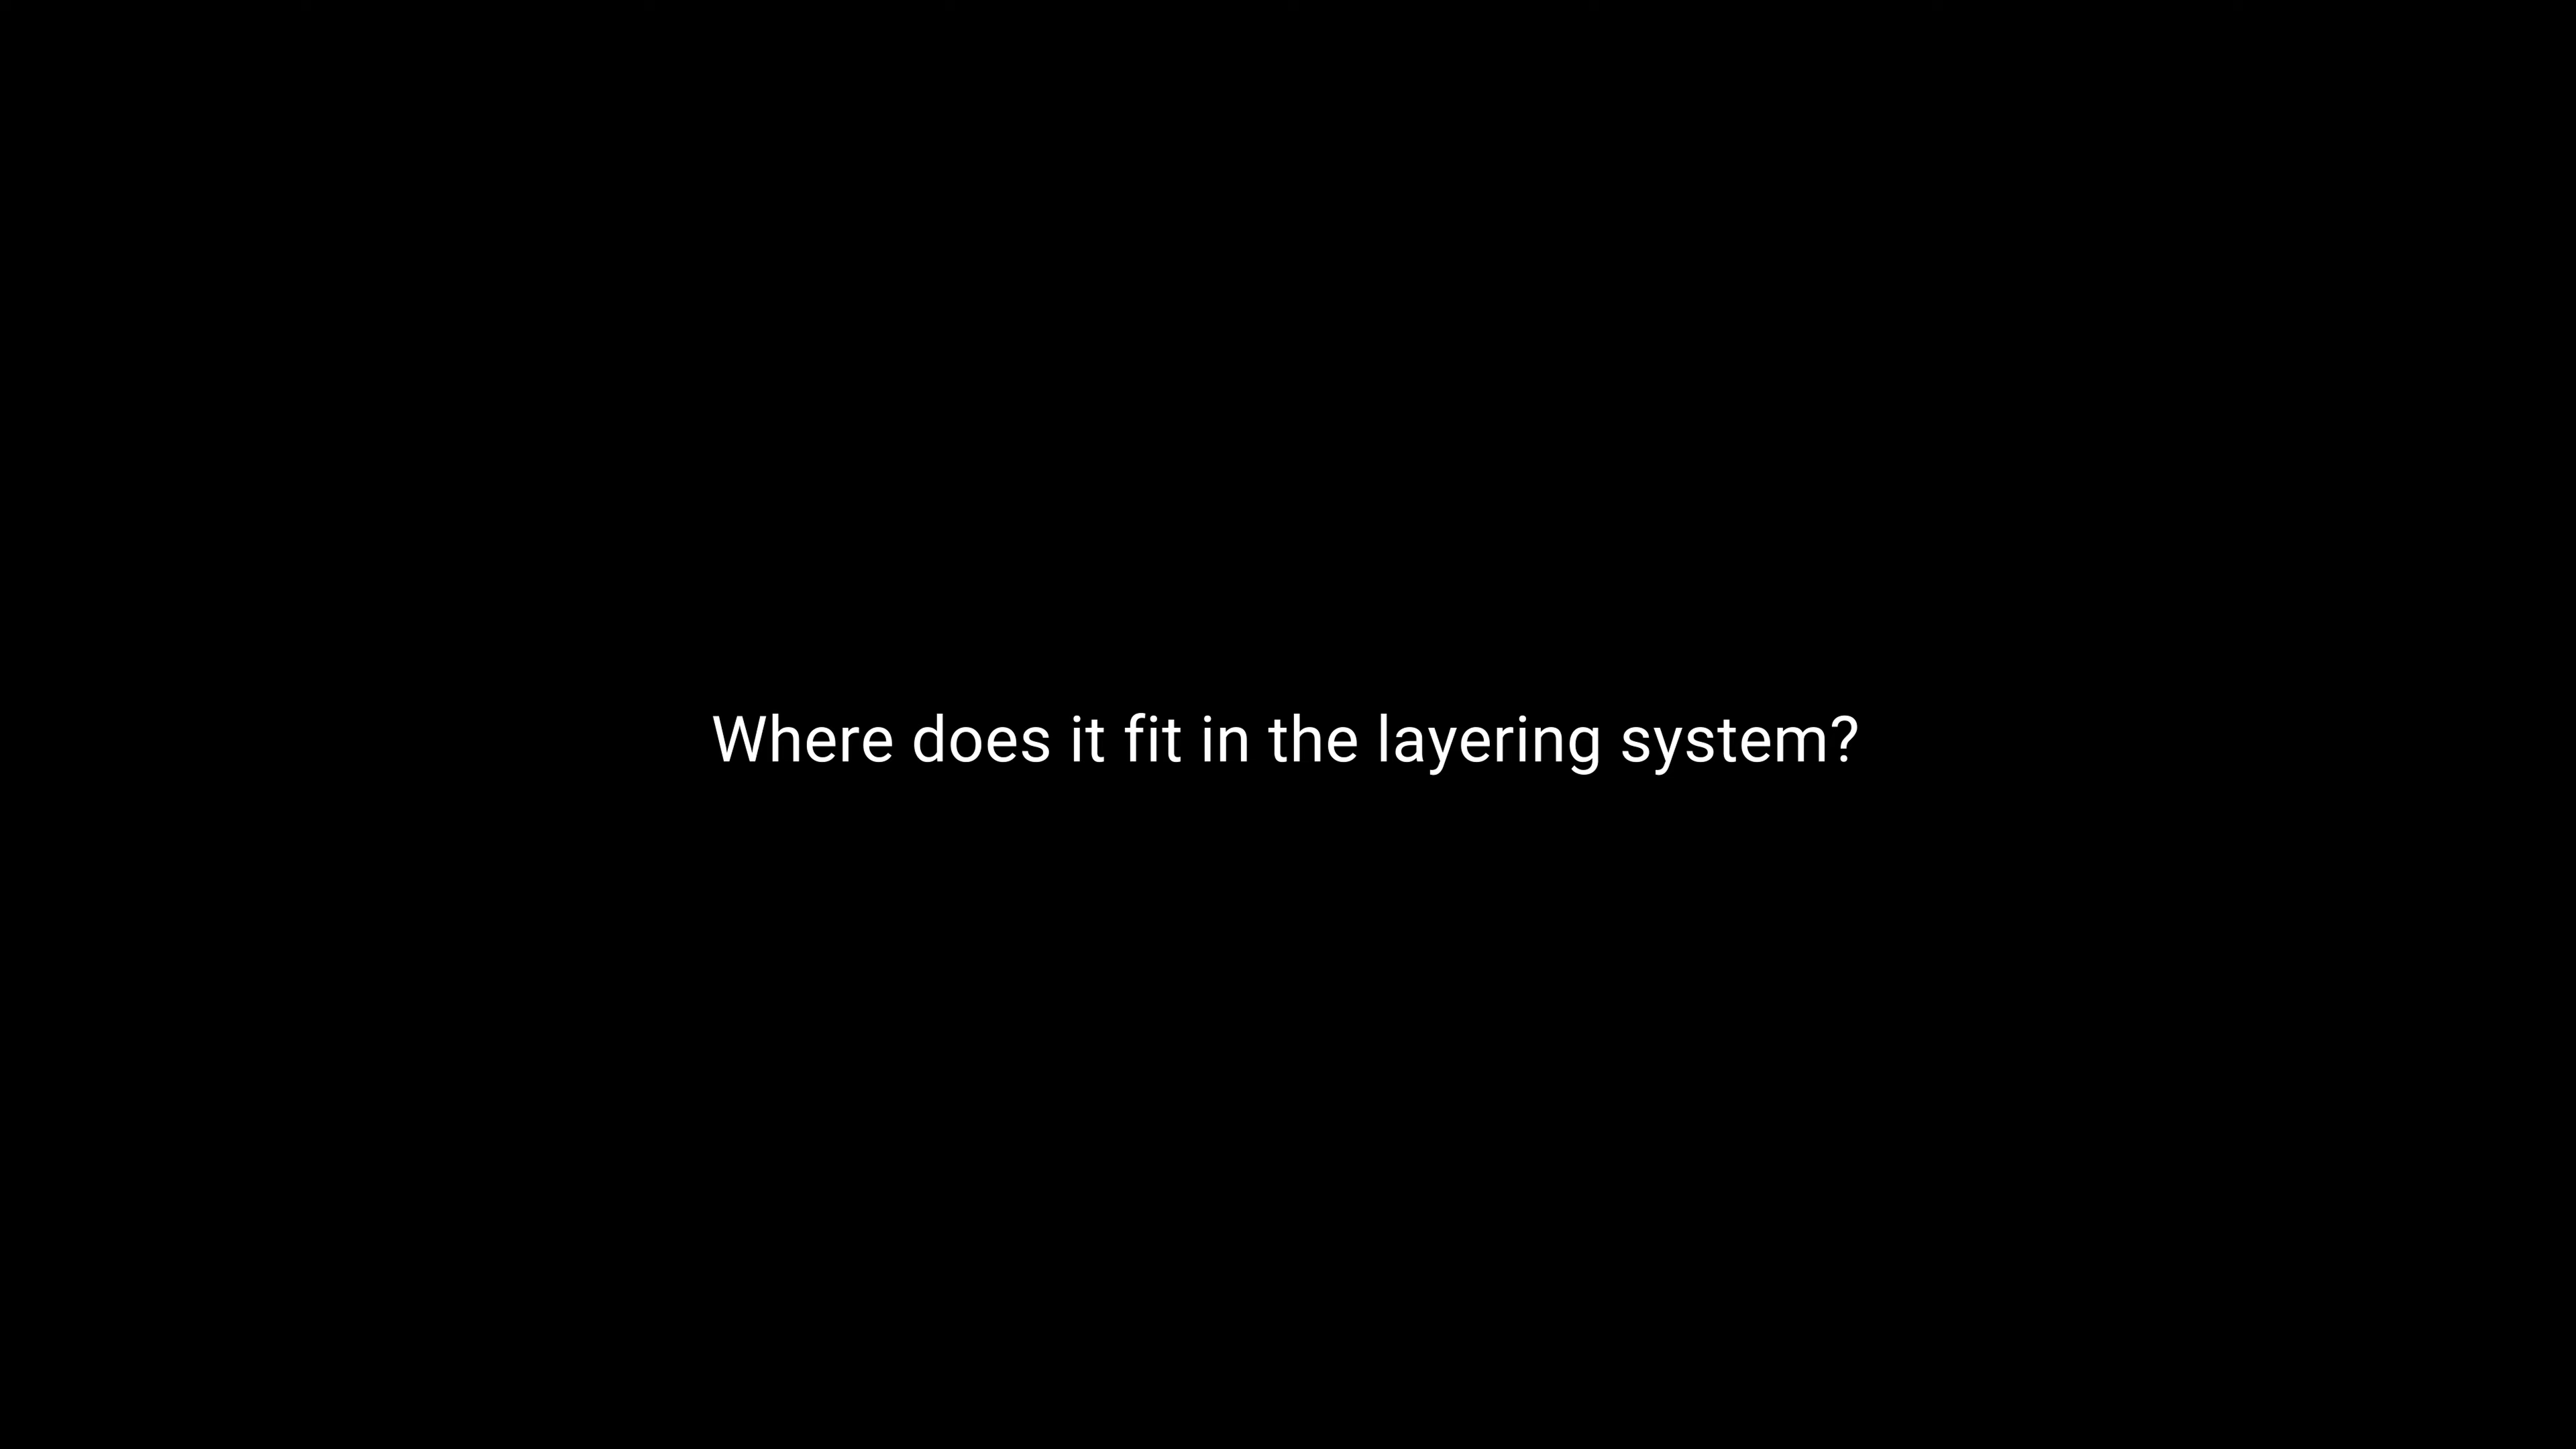 Where does it fit in the layering system?